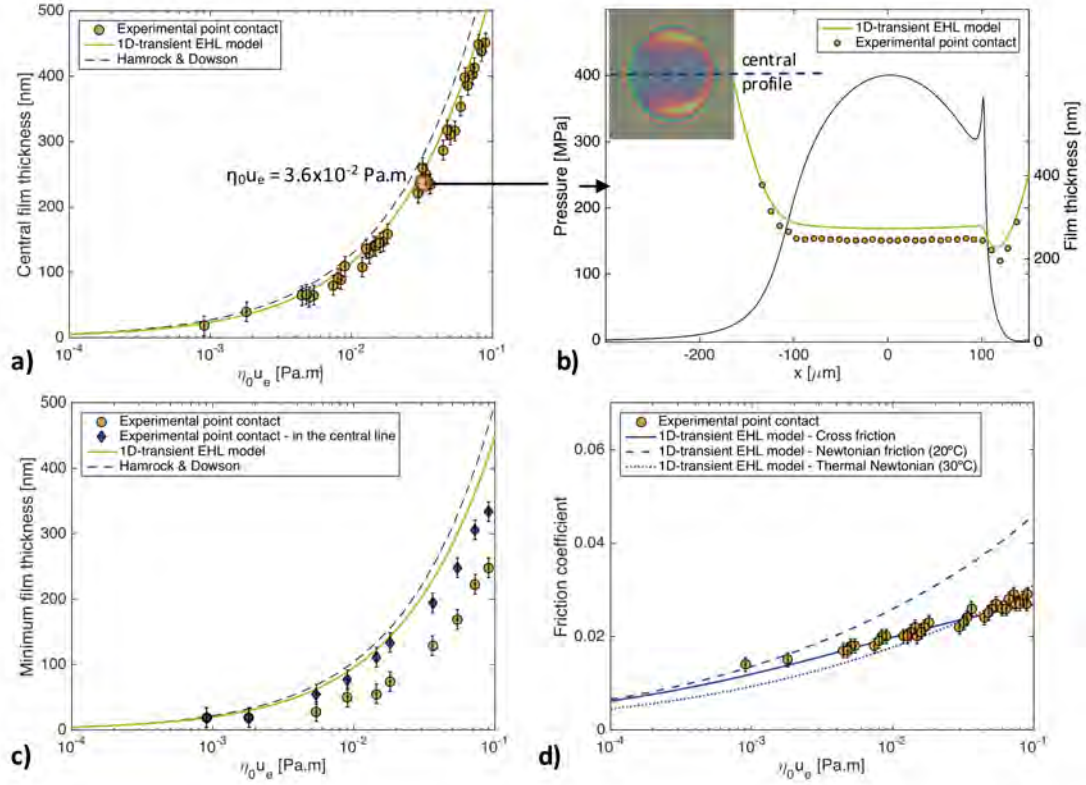 500
400
300
200
100
0
Central film thickness [nm]
Experimental point contact
1D-transient EHL model
Hamrock & Dowson
η₀uₑ = 3.6x10⁻² Pa.m
10⁻⁴
10⁻³
10⁻²
10⁻¹
η₀uₑ [Pa.m]
a)
500
400
300
200
100
0
Pressure [MPa]
central
profile
1D-transient EHL model
Experimental point contact
400
200
0
Film thickness [nm]
-200
-100
0
100
x [μm]
b)
500
400
300
200
100
0
Minimum film thickness [nm]
Experimental point contact
Experimental point contact - in the central line
1D-transient EHL model
Hamrock & Dowson
10⁻⁴
10⁻³
10⁻²
10⁻¹
η₀uₑ [Pa.m]
c)
0.06
0.04
0.02
0
Friction coefficient
Experimental point contact
1D-transient EHL model - Cross friction
1D-transient EHL model - Newtonian friction (20ºC)
1D-transient EHL model - Thermal Newtonian (30ºC)
10⁻⁴
10⁻³
10⁻²
10⁻¹
η₀uₑ [Pa.m]
d)